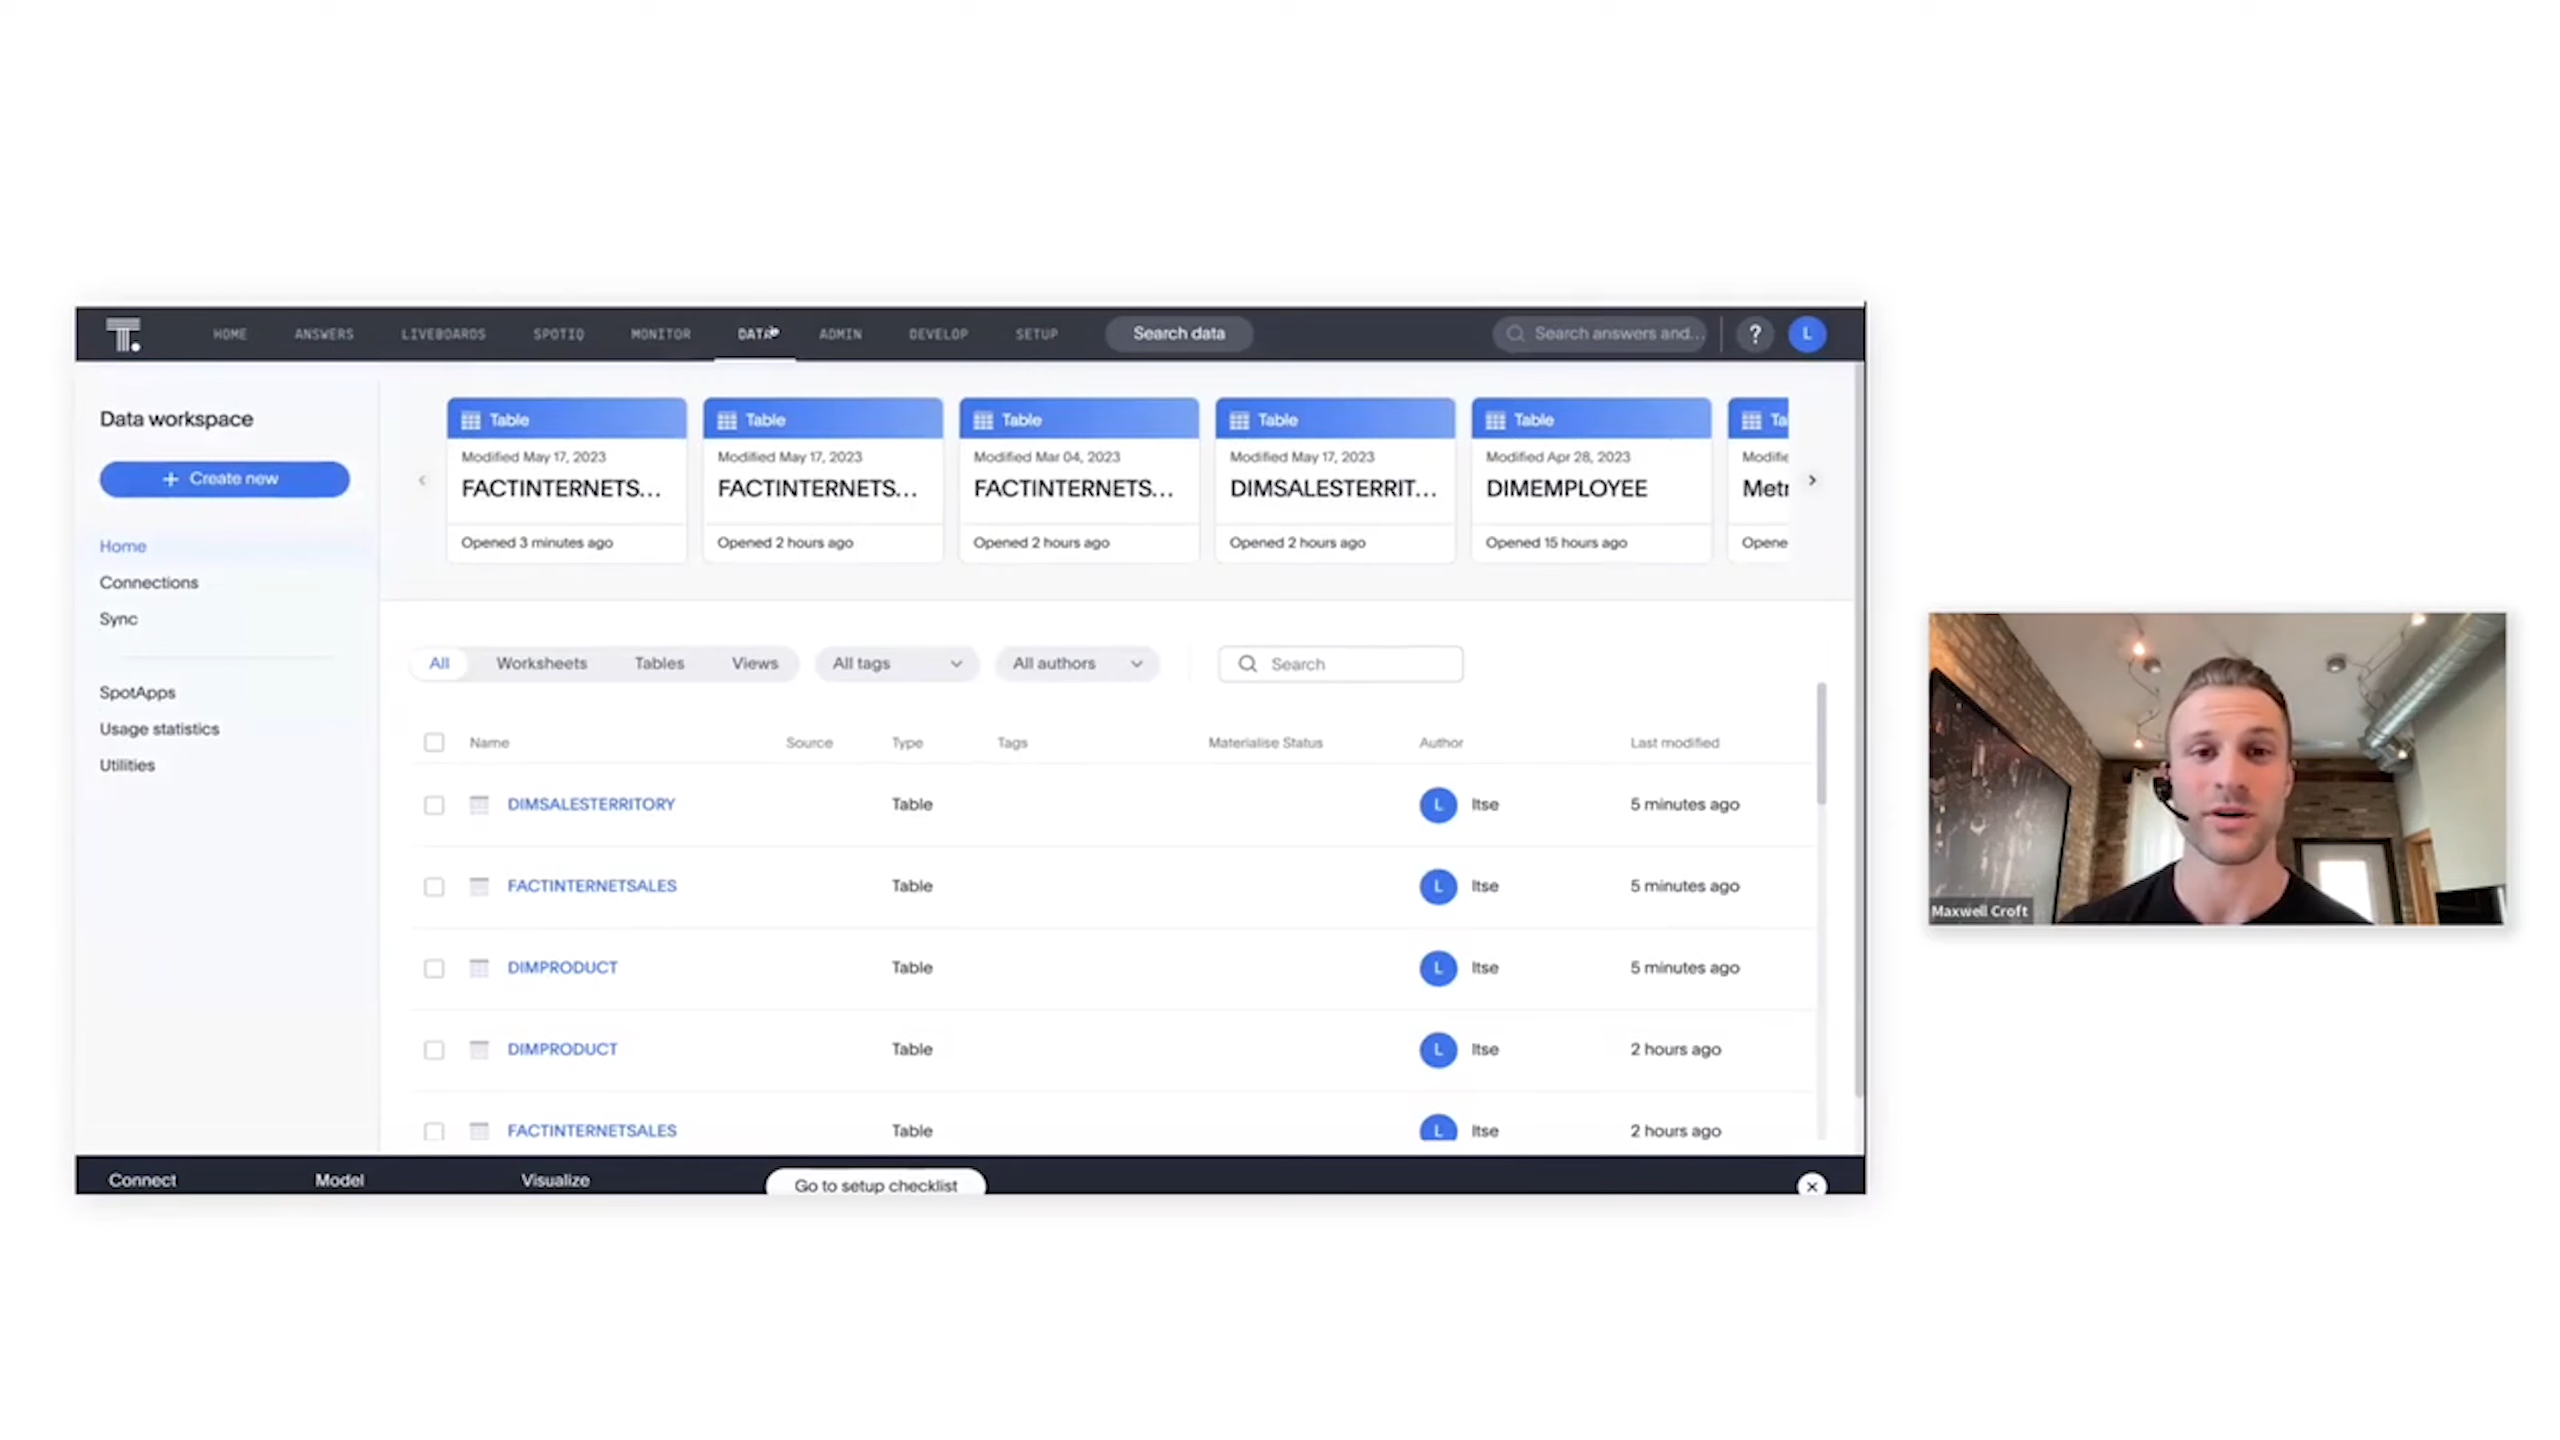 HOME ANSWERS LIVEBOARDS SPOTIQ MONITOR DATA ADMIN DEVELOP SETUP Search data Search answers and... ? L
Data workspace
+ Create new
Home
Connections
Sync
SpotApps
Usage statistics
Utilities
Table Table Table Table Table Ta
Modified May 17, 2023 Modified May 17, 2023 Modified Mar 04, 2023 Modified May 17, 2023 Modified Apr 28, 2023 Modifie
FACTINTERNETS... FACTINTERNETS... FACTINTERNETS... DIMSALESTERRIT... DIMEMPLOYEE Metr
Opened 3 minutes ago Opened 2 hours ago Opened 2 hours ago Opened 2 hours ago Opened 15 hours ago Opene
All Worksheets Tables Views All tags All authors Search
Name Source Type Tags Materialise Status Author Last modified
DIMSALESTERRITORY Table L ltse 5 minutes ago
FACTINTERNETSALES Table L ltse 5 minutes ago
DIMPRODUCT Table L ltse 5 minutes ago
DIMPRODUCT Table L ltse 2 hours ago
FACTINTERNETSALES Table L ltse 2 hours ago
Connect Model Visualize Go to setup checklist
Maxwell Croft